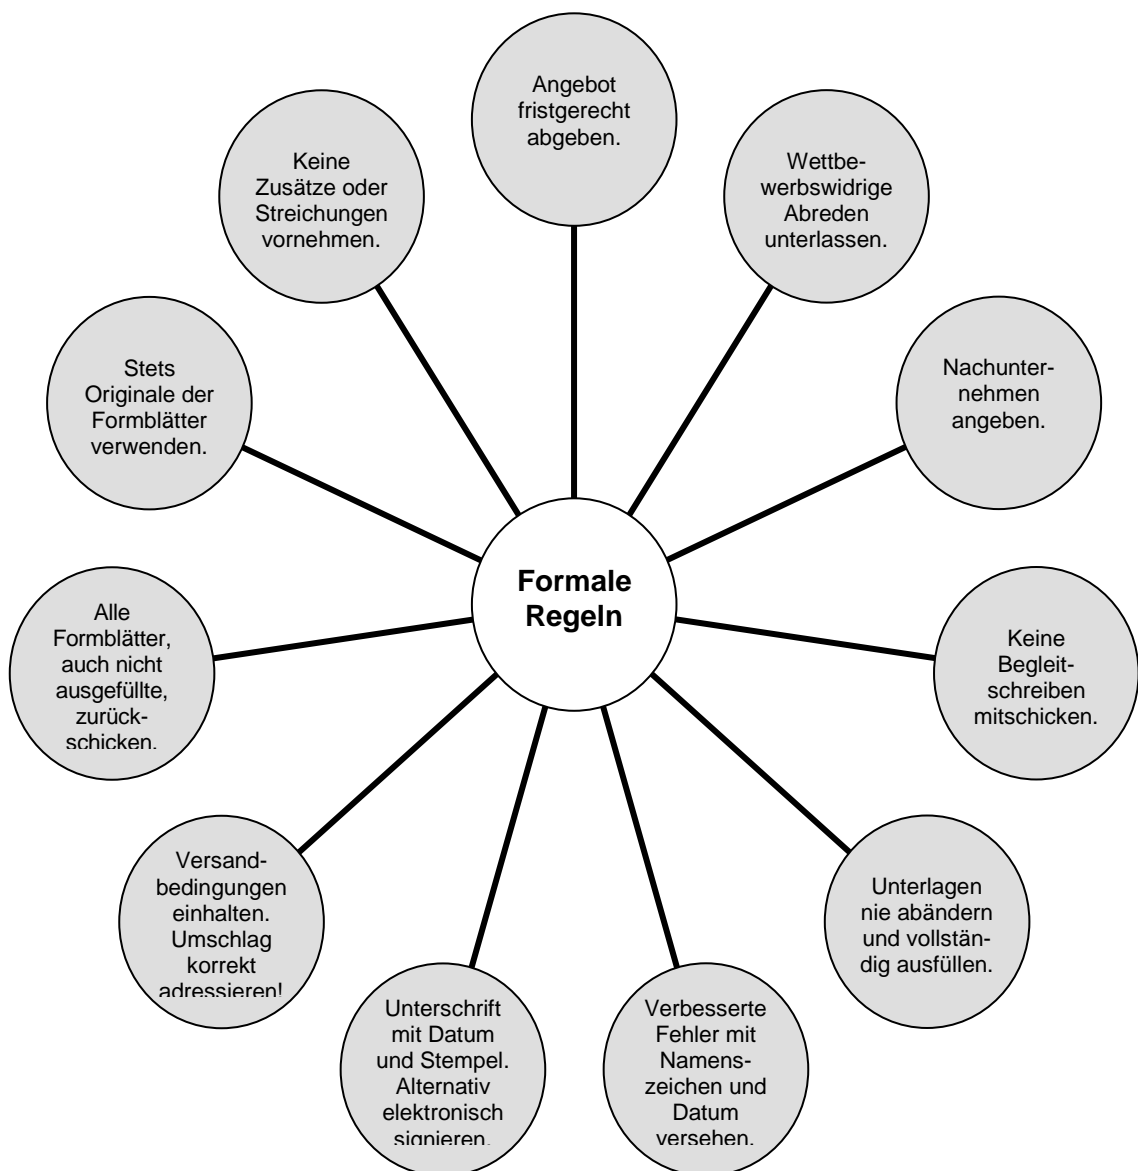 Angebot
fristgerecht
abgeben.
Wettbe-
werbswidrige
Abreden
unterlassen.
Nachunter-
nehmen
angeben.
Keine
Begleit-
schreiben
mitschicken.
Unterlagen
nie abändern
und vollstän-
dig ausfüllen.
Verbesserte
Fehler mit
Namens-
zeichen und
Datum
versehen.
Unterschrift
mit Datum
und Stempel.
Alternativ
elektronisch
signieren.
Versand-
bedingungen
einhalten.
Umschlag
korrekt
adressieren!
Alle
Formblätter,
auch nicht
ausgefüllte,
zurück-
schicken.
Stets
Originale der
Formblätter
verwenden.
Keine
Zusätze oder
Streichungen
vornehmen.
Formale
Regeln